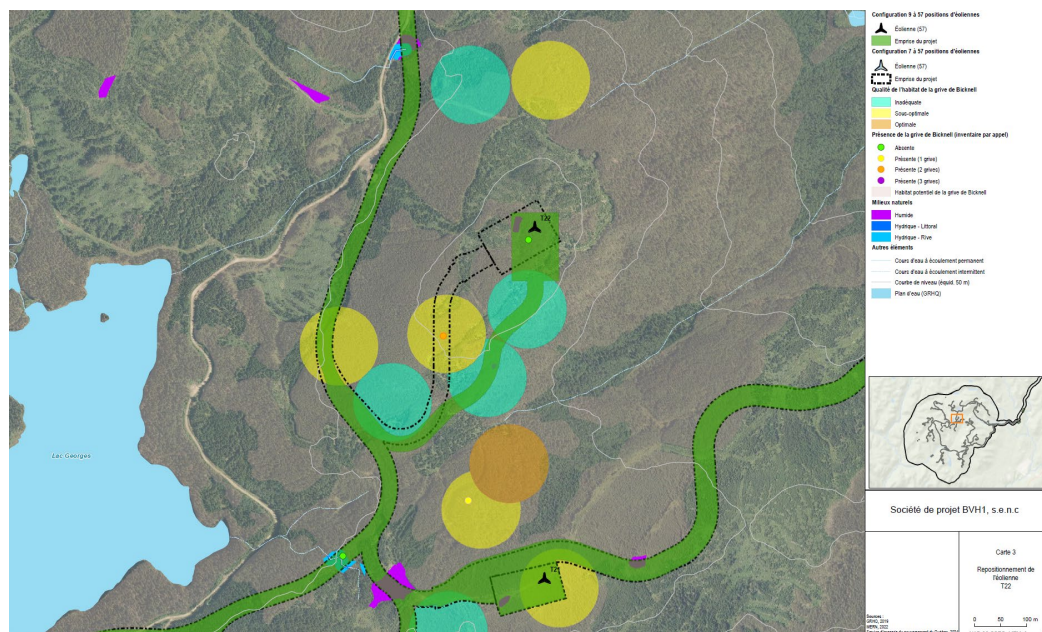 Configuration 9 à 57 positions d'éoliennes
Éolienne (57)
Emprise du projet
Configuration 7 à 57 positions d'éoliennes
Éolienne (57)
Emprise du projet
Qualité de l'habitat de la grive de Bicknell
Inadéquate
Sous-optimale
Optimale
Présence de la grive de Bicknell (inventaire par appel)
Absente
Présente (1 grive)
Présente (2 grives)
Présente (3 grives)
Habitat potentiel de la grive de Bicknell
Milieux naturels
Humide
Hydrique - Littoral
Hydrique - Rive
Autres éléments
Cours d'eau à écoulement permanent
Cours d'eau à écoulement intermittent
Courbe de niveau (équid. 50 m)
Plan d'eau (GRHQ)
T22
Lac Georges
Société de projet BVH1, s.e.n.c
Carte 3
Repositionnement de
l'éolienne
T22
Sources :
GRHQ, 2019
MERN, 2022
0 50 100 m